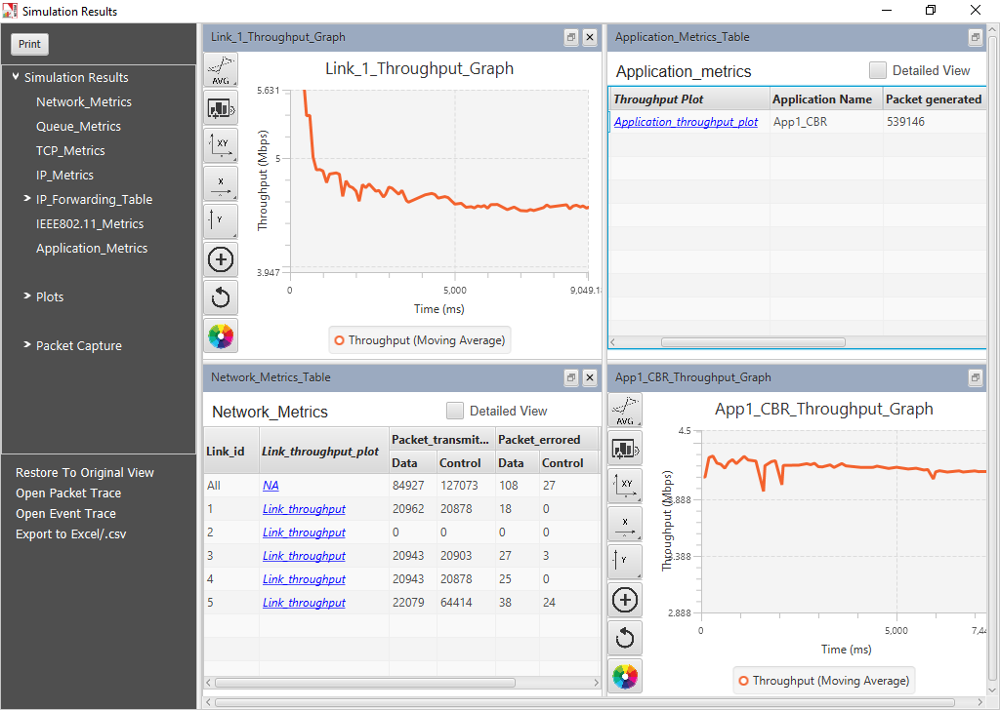 Simulation Results
Print
Simulation Results
Network_Metrics
Queue_Metrics
TCP_Metrics
IP_Metrics
IP_Forwarding_Table
IEEE802.11_Metrics
Application_Metrics
Plots
Packet Capture
Restore To Original View
Open Packet Trace
Open Event Trace
Export to Excel/.csv
Link_1_Throughput_Graph
AVG
XY
X
Y
Link_1_Throughput_Graph
Throughput (Mbps)
5.631
5
3.947
0 5,000 9,049.1
Time (ms)
Throughput (Moving Average)
Application_Metrics_Table
Application_metrics Detailed View
Throughput Plot Application Name Packet generated
Application_throughput_plot App1_CBR 539146
Network_Metrics_Table
Network_Metrics Detailed View
Link_id Link_throughput_plot Packet_transmit... Packet_errored
Data Control Data Control
All NA 84927 127073 108 27
1 Link_throughput 20962 20878 18 0
2 Link_throughput 0 0 0 0
3 Link_throughput 20943 20903 27 3
4 Link_throughput 20943 20878 25 0
5 Link_throughput 22079 64414 38 24
App1_CBR_Throughput_Graph
AVG
XY
X
Y
App1_CBR_Throughput_Graph
Throughput (Mbps)
4.5
3.888
3.388
2.888
0 5,000 7,44
Time (ms)
Throughput (Moving Average)